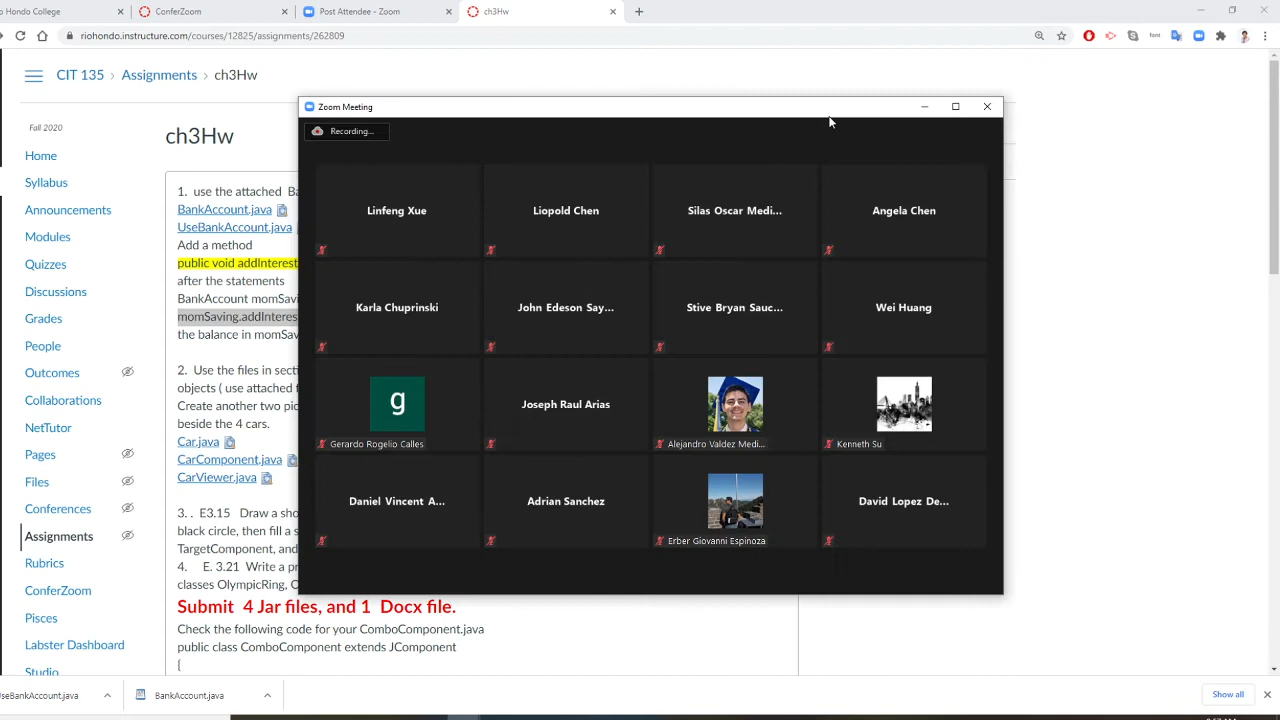 o Hondo College
ConferZoom
Post Attendee - Zoom
ch3Hw
riohondo.instructure.com/courses/12825/assignments/262809
CIT 135 › Assignments › ch3Hw
Fall 2020
Home
Syllabus
Announcements
Modules
Quizzes
Discussions
Grades
People
Outcomes
Collaborations
NetTutor
Pages
Files
Conferences
Assignments
Rubrics
ConferZoom
Pisces
Labster Dashboard
Studio
ch3Hw
1. use the attached Ba
BankAccount.java
UseBankAccount.java
Add a method
public void addInterest
after the statements
BankAccount momSavi
momSaving.addInteres
the balance in momSa
2. Use the files in secti
objects ( use attached f
Create another two pic
beside the 4 cars.
Car.java
CarComponent.java
CarViewer.java
3. . E3.15 Draw a sho
black circle, then fill a s
TargetComponent, and
4. E. 3.21 Write a pr
classes OlympicRing, O
Submit 4 Jar files, and 1 Docx file.
Check the following code for your ComboComponent.java
public class ComboComponent extends JComponent
{
Zoom Meeting
Recording...
Linfeng Xue
Liopold Chen
Silas Oscar Medi...
Angela Chen
Karla Chuprinski
John Edeson Say...
Stive Bryan Sauc...
Wei Huang
g
Gerardo Rogelio Calles
Joseph Raul Arias
Alejandro Valdez Medi...
Kenneth Su
Daniel Vincent A...
Adrian Sanchez
Erber Giovanni Espinoza
David Lopez De...
seBankAccount.java
BankAccount.java
Show all